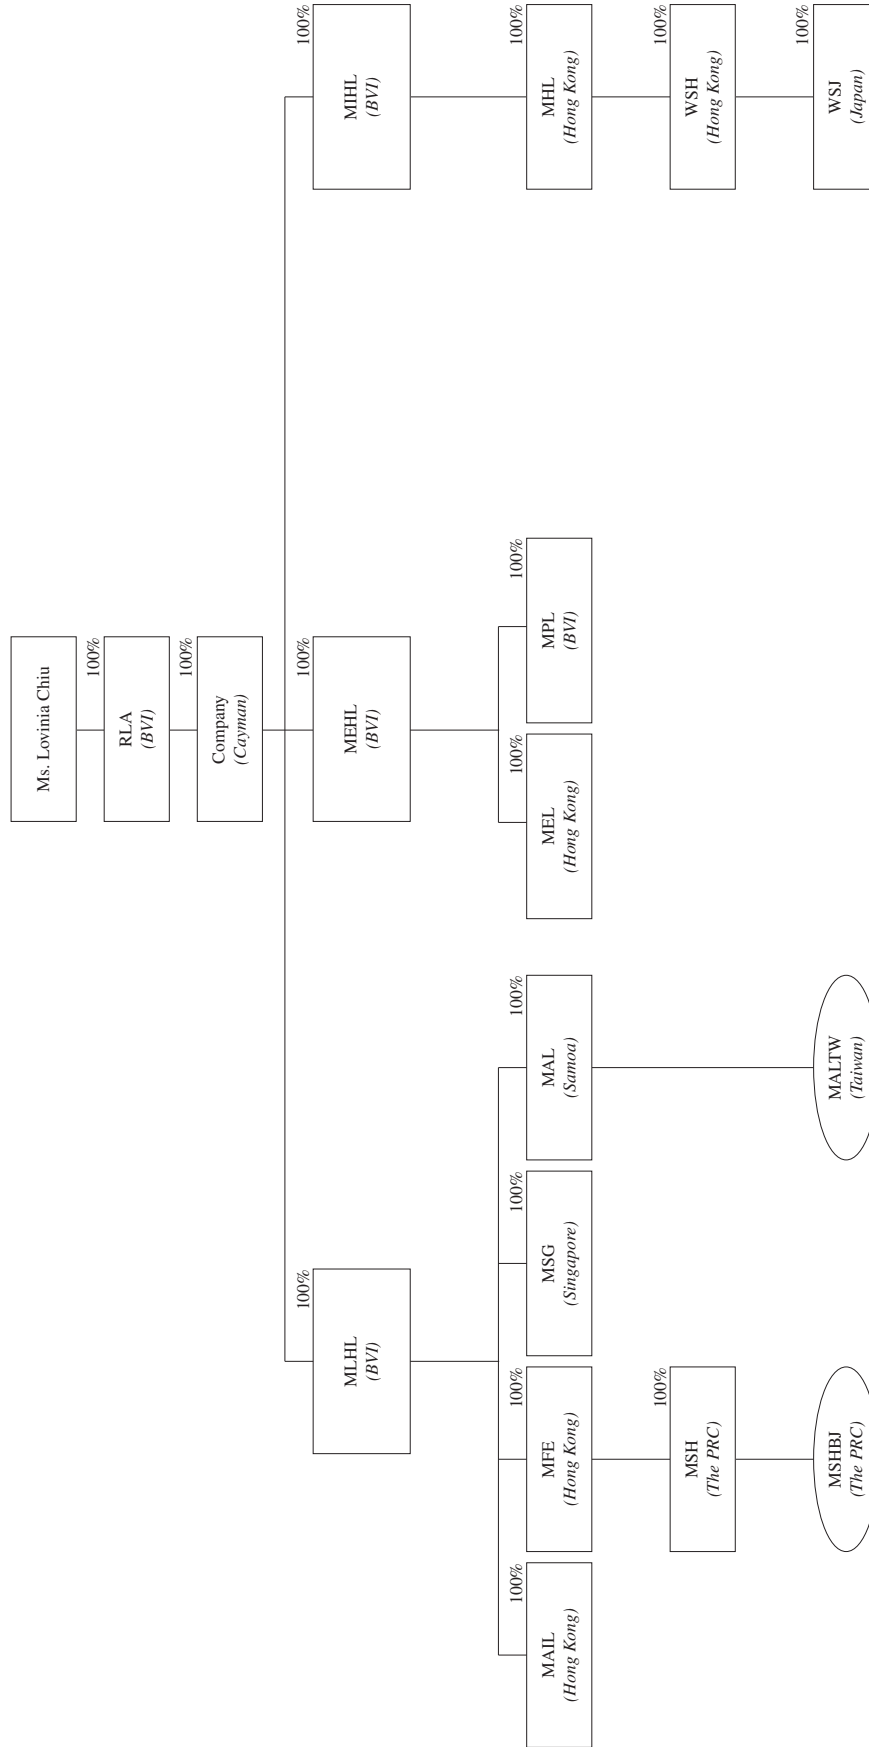 Ms. Lovinia Chiu
100%
RLA
(BVI)
100%
Company
(Cayman)
100%
MLHL
(BVI)
100%
MEHL
(BVI)
100%
MIHL
(BVI)
100%
MAIL
(Hong Kong)
100%
MFE
(Hong Kong)
100%
MSG
(Singapore)
100%
MAL
(Samoa)
100%
MEL
(Hong Kong)
100%
MPL
(BVI)
100%
MHL
(Hong Kong)
100%
MSH
(The PRC)
100%
WSH
(Hong Kong)
MSHBJ
(The PRC)
MALTW
(Taiwan)
100%
WSJ
(Japan)